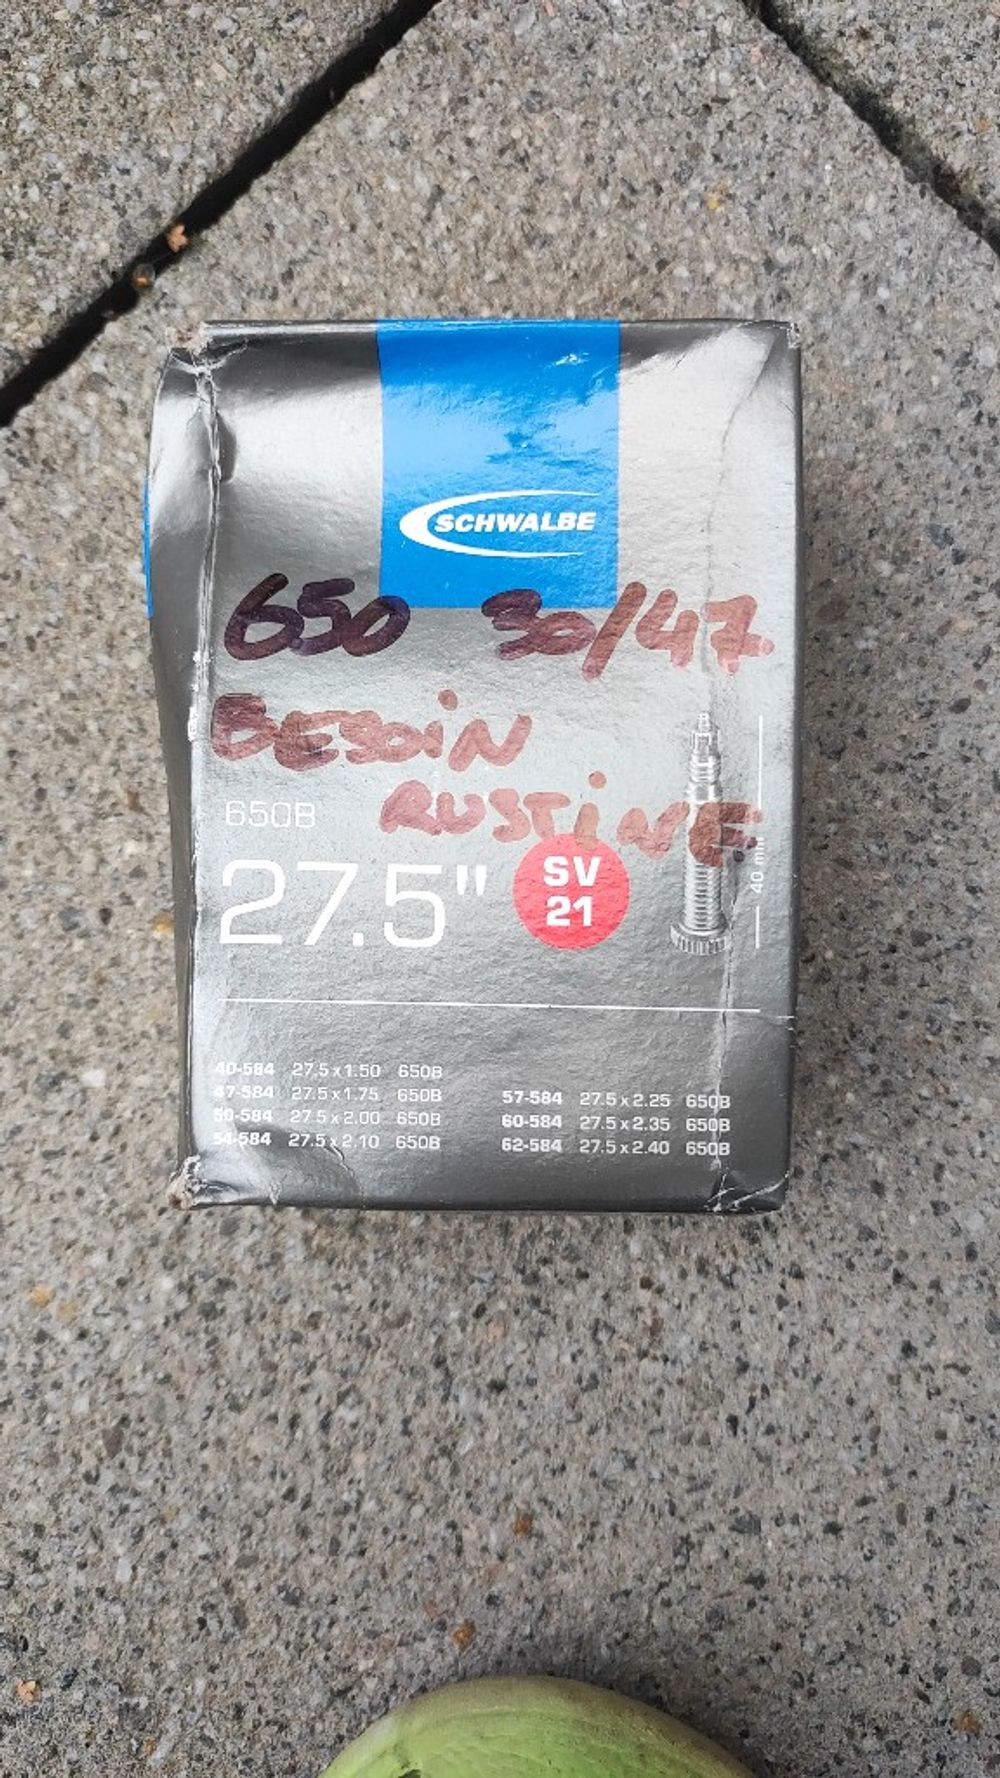 SCHWALBE
650 30/47
BESOIN
RUSTINE
650B
27.5"
SV
21
40 mm
40-584 27.5 x 1.50 650B
47-584 27.5 x 1.75 650B
50-584 27.5 x 2.00 650B
54-584 27.5 x 2.10 650B
57-584 27.5 x 2.25 650B
60-584 27.5 x 2.35 650B
62-584 27.5 x 2.40 650B